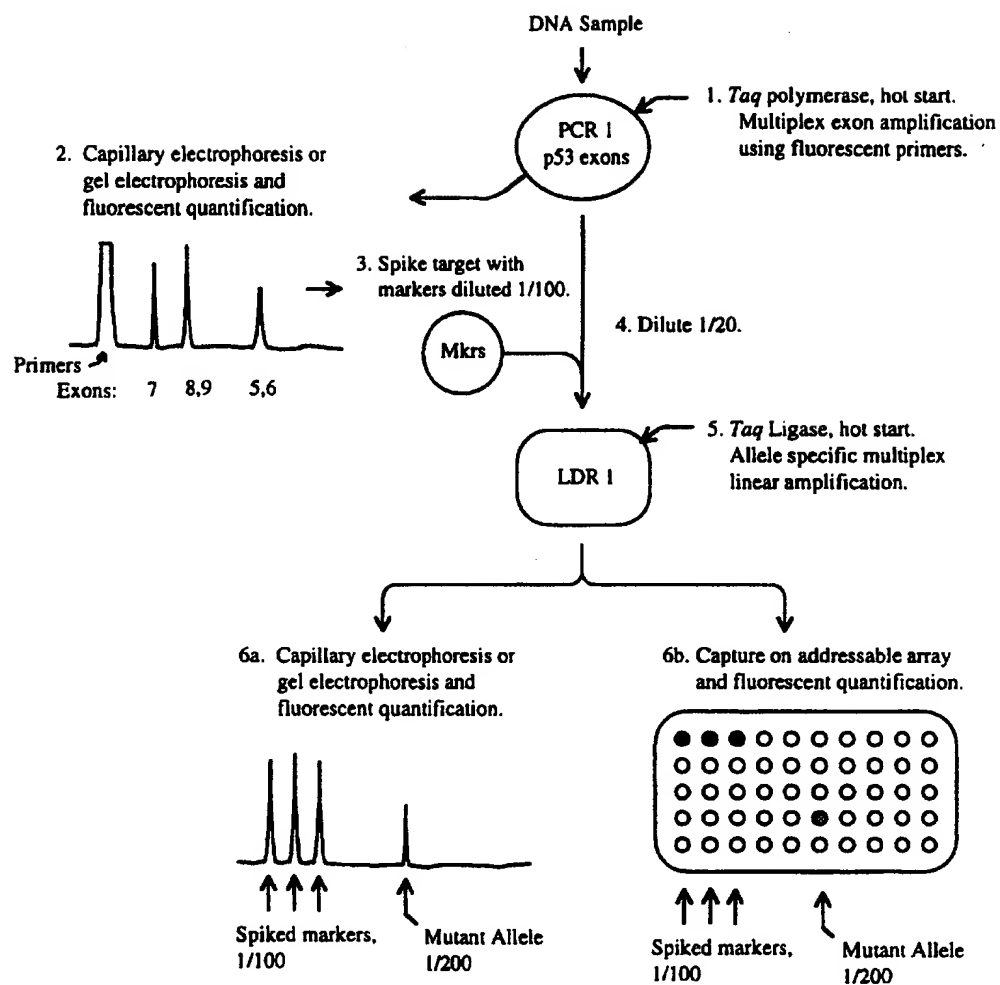 DNA Sample
PCR 1
p53 exons
1. Taq polymerase, hot start.
Multiplex exon amplification
using fluorescent primers.
2. Capillary electrophoresis or
gel electrophoresis and
fluorescent quantification.
Primers
Exons: 7 8,9 5,6
3. Spike target with
markers diluted 1/100.
Mkrs
4. Dilute 1/20.
LDR 1
5. Taq Ligase, hot start.
Allele specific multiplex
linear amplification.
6a. Capillary electrophoresis or
gel electrophoresis and
fluorescent quantification.
Spiked markers,
1/100
Mutant Allele
1/200
6b. Capture on addressable array
and fluorescent quantification.
Spiked markers,
1/100
Mutant Allele
1/200